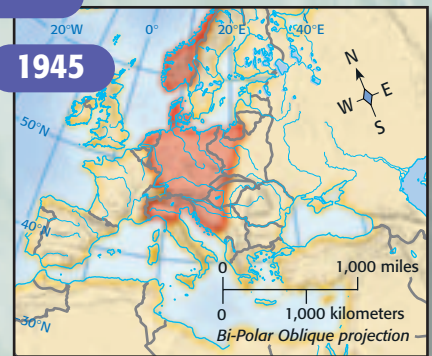 1945
20°W
0°
20°E
40°E
50°N
40°N
30°N
N
W
E
S
0
1,000 miles
0
1,000 kilometers
Bi-Polar Oblique projection